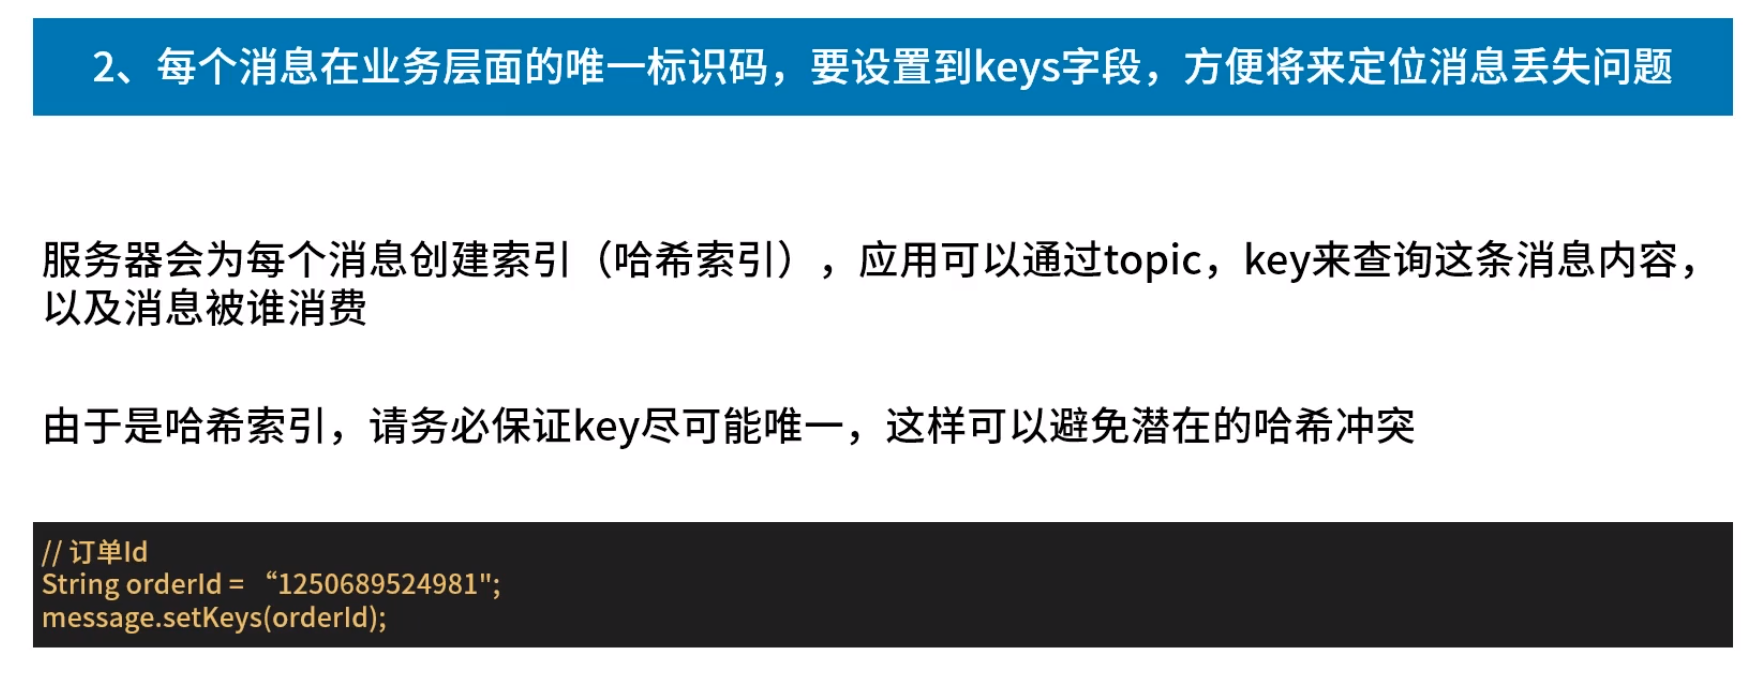 2、每个消息在业务层面的唯一标识码，要设置到keys字段，方便将来定位消息丢失问题
服务器会为每个消息创建索引（哈希索引），应用可以通过topic，key来查询这条消息内容，
以及消息被谁消费
由于是哈希索引，请务必保证key尽可能唯一，这样可以避免潜在的哈希冲突
// 订单Id
String orderId = “1250689524981";
message.setKeys(orderId);